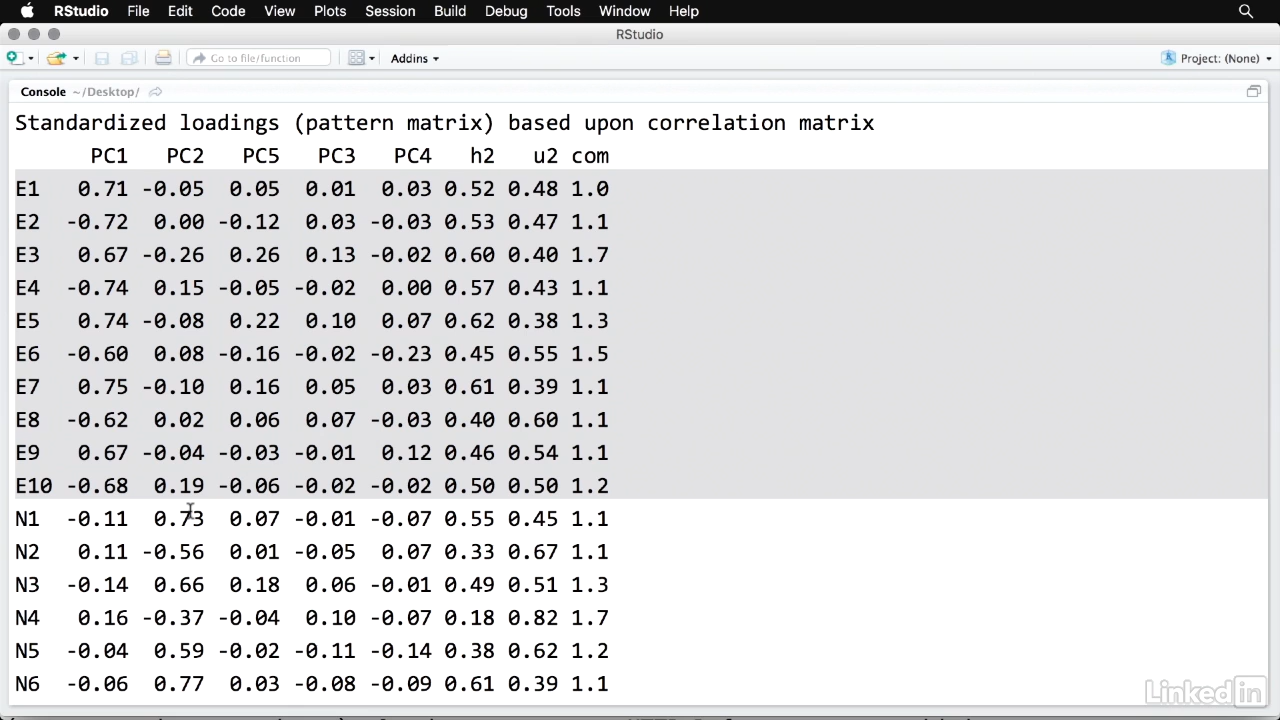 RStudio File Edit Code View Plots Session Build Debug Tools Window Help
RStudio
Go to file/function Addins Project: (None)
Console ~/Desktop/
Standardized loadings (pattern matrix) based upon correlation matrix
PC1 PC2 PC5 PC3 PC4 h2 u2 com
E1 0.71 -0.05 0.05 0.01 0.03 0.52 0.48 1.0
E2 -0.72 0.00 -0.12 0.03 -0.03 0.53 0.47 1.1
E3 0.67 -0.26 0.26 0.13 -0.02 0.60 0.40 1.7
E4 -0.74 0.15 -0.05 -0.02 0.00 0.57 0.43 1.1
E5 0.74 -0.08 0.22 0.10 0.07 0.62 0.38 1.3
E6 -0.60 0.08 -0.16 -0.02 -0.23 0.45 0.55 1.5
E7 0.75 -0.10 0.16 0.05 0.03 0.61 0.39 1.1
E8 -0.62 0.02 0.06 0.07 -0.03 0.40 0.60 1.1
E9 0.67 -0.04 -0.03 -0.01 0.12 0.46 0.54 1.1
E10 -0.68 0.19 -0.06 -0.02 -0.02 0.50 0.50 1.2
N1 -0.11 0.73 0.07 -0.01 -0.07 0.55 0.45 1.1
N2 0.11 -0.56 0.01 -0.05 0.07 0.33 0.67 1.1
N3 -0.14 0.66 0.18 0.06 -0.01 0.49 0.51 1.3
N4 0.16 -0.37 -0.04 0.10 -0.07 0.18 0.82 1.7
N5 -0.04 0.59 -0.02 -0.11 -0.14 0.38 0.62 1.2
N6 -0.06 0.77 0.03 -0.08 -0.09 0.61 0.39 1.1
Linked in